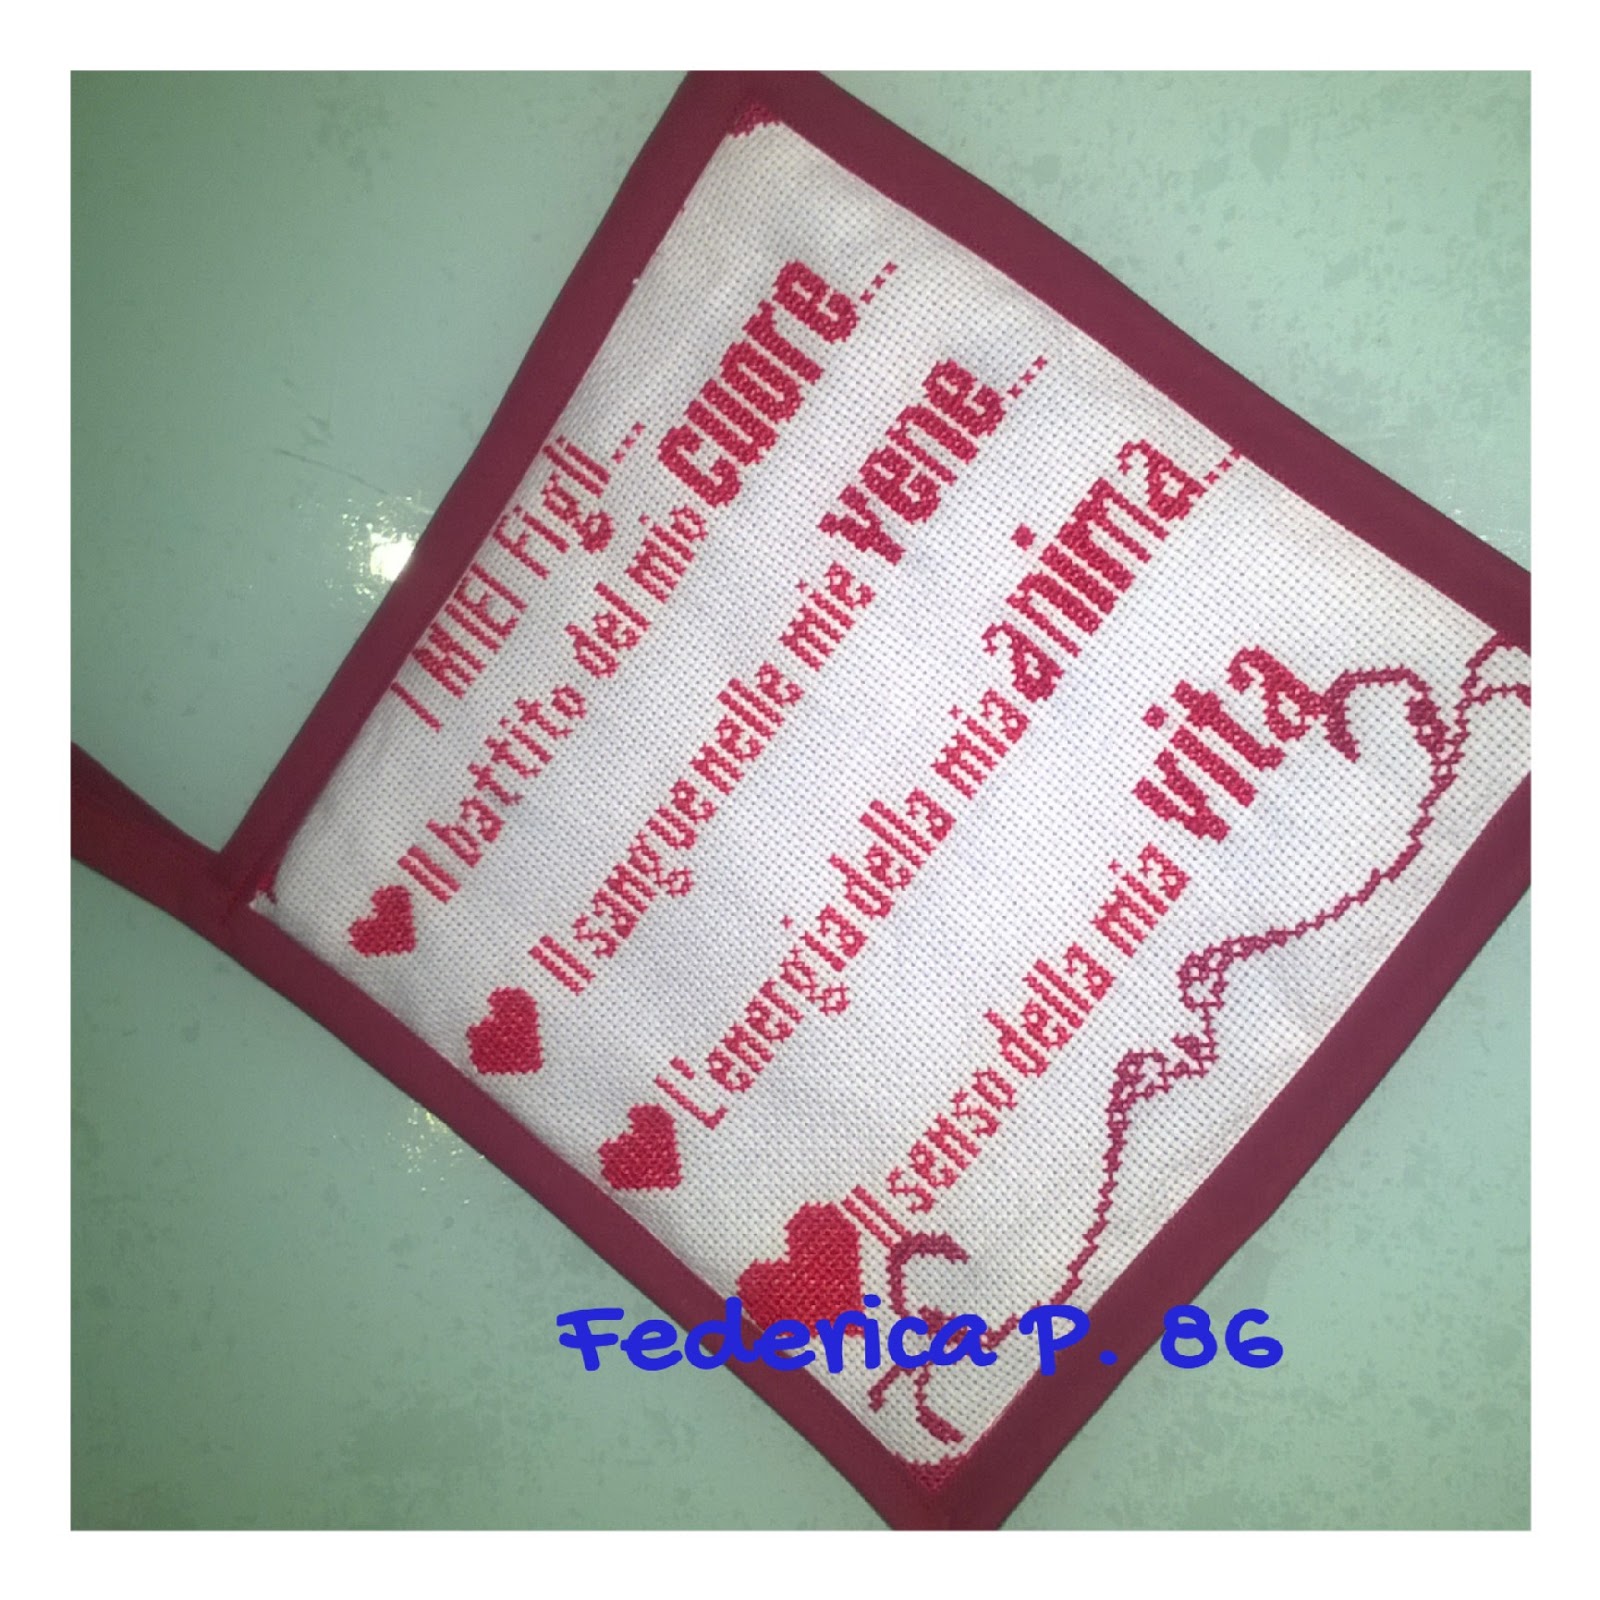 I MIEI Figli...
Il battito del mio cuore...
Il sangue nelle mie vene...
L'energia della mia anima...
Il senso della mia vita
Federica P. 86